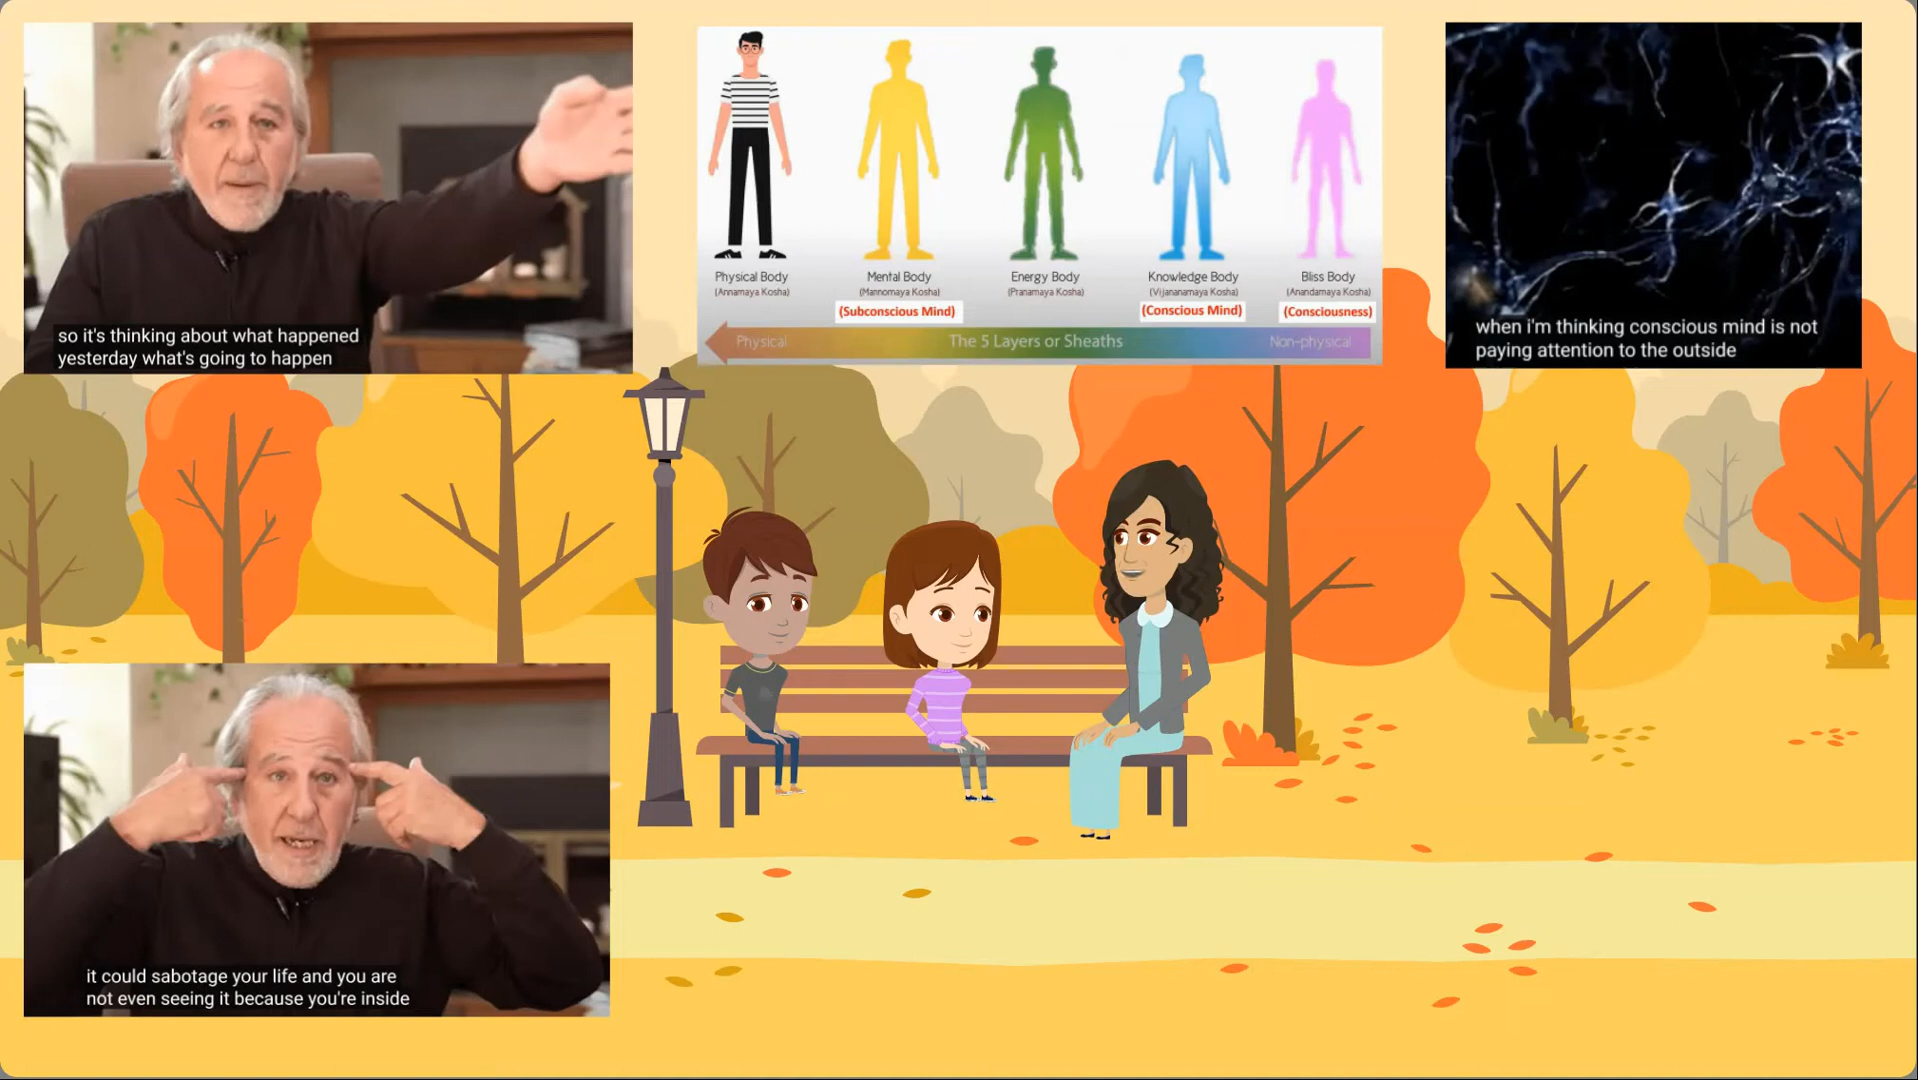 so it's thinking about what happened
yesterday what's going to happen
Physical Body
(Annamaya Kosha)
Mental Body
(Mannomaya Kosha)
(Subconscious Mind)
Energy Body
(Pranamaya Kosha)
Knowledge Body
(Vijananamaya Kosha)
(Conscious Mind)
Bliss Body
(Anandamaya Kosha)
(Consciousness)
Physical
The 5 Layers or Sheaths
Non-physical
when i'm thinking conscious mind is not
paying attention to the outside
it could sabotage your life and you are
not even seeing it because you're inside